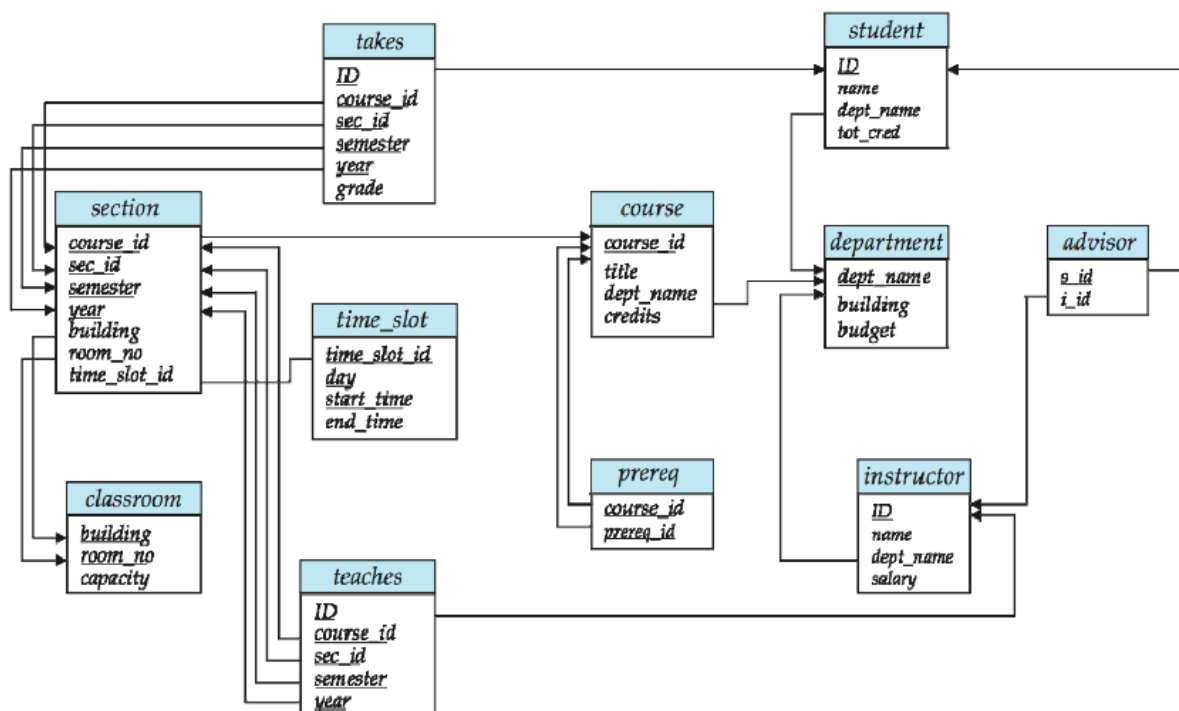 takes
ID
course_id
sec_id
semester
year
grade
student
ID
name
dept_name
tot_cred
section
course_id
sec_id
semester
year
building
room_no
time_slot_id
course
course_id
title
dept_name
credits
department
dept_name
building
budget
advisor
s_id
i_id
time_slot
time_slot_id
day
start_time
end_time
prereq
course_id
prereq_id
instructor
ID
name
dept_name
salary
classroom
building
room_no
capacity
teaches
ID
course_id
sec_id
semester
year